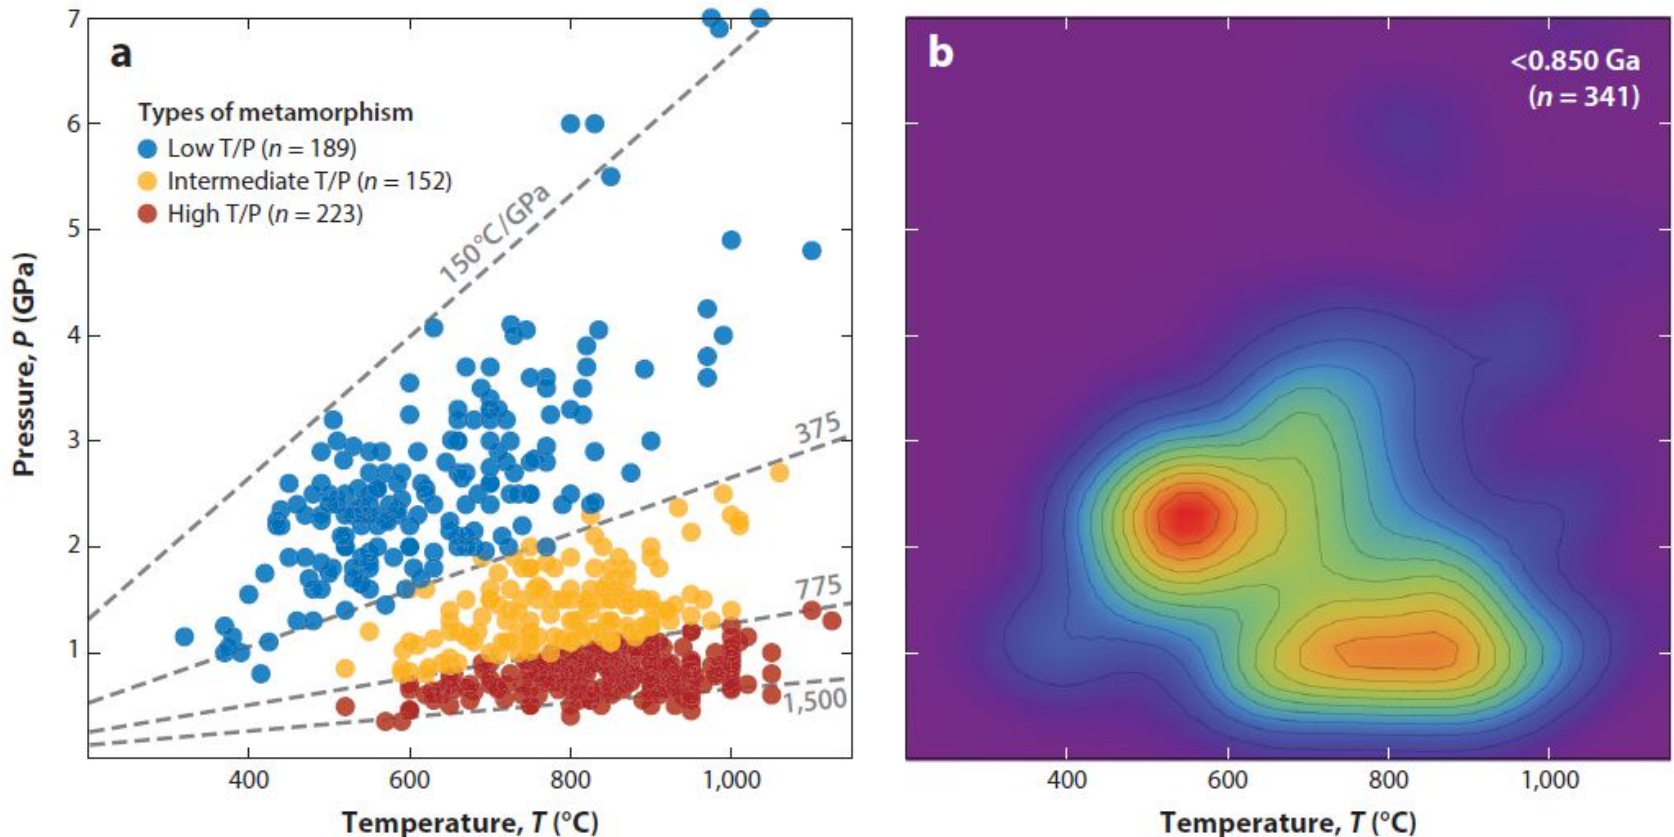 a
Types of metamorphism
Low T/P (n = 189)
Intermediate T/P (n = 152)
High T/P (n = 223)
150°C/GPa
375
775
1,500
7
6
5
4
3
2
1
Pressure, P (GPa)
400
600
800
1,000
Temperature, T (°C)
b
<0.850 Ga
(n = 341)
400
600
800
1,000
Temperature, T (°C)